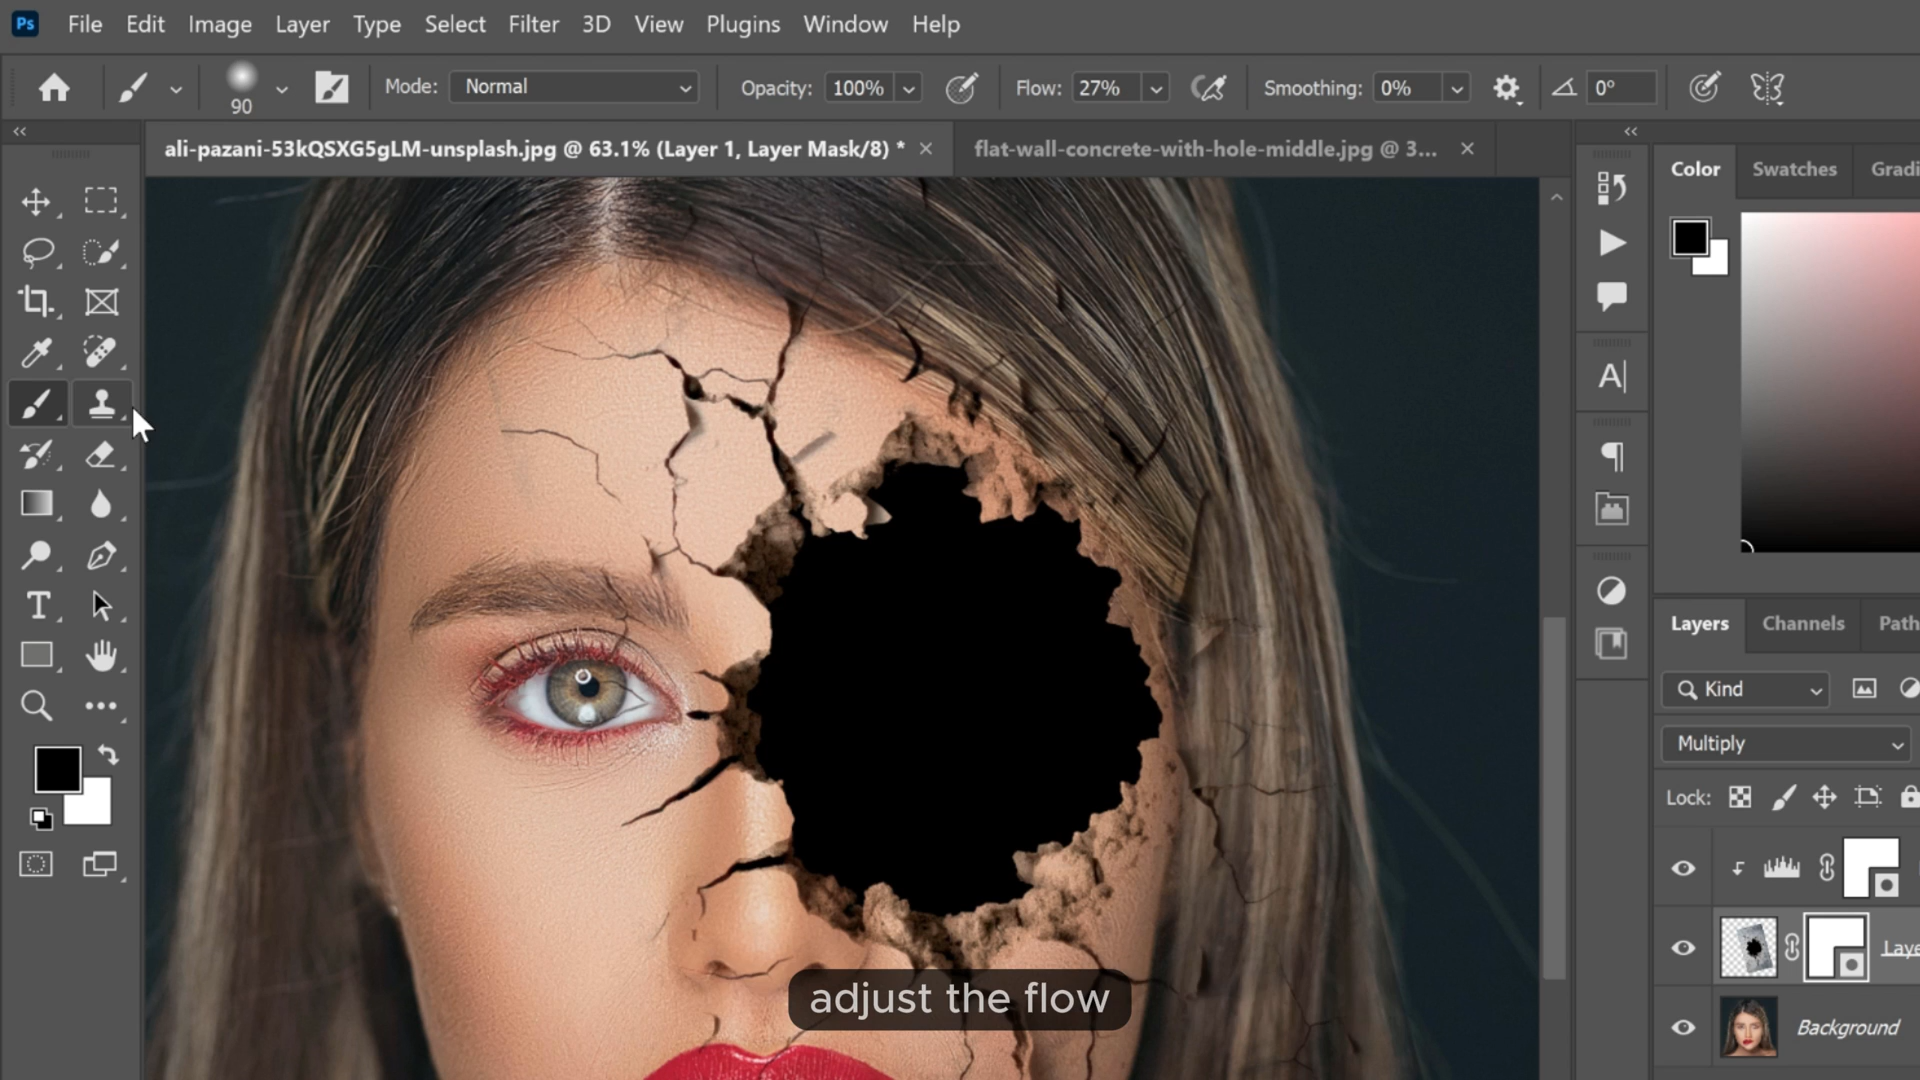 Ps File Edit Image Layer Type Select Filter 3D View Plugins Window Help
90 Mode: Normal Opacity: 100% Flow: 27% Smoothing: 0% 0°
ali-pazani-53kQSXG5gLM-unsplash.jpg @ 63.1% (Layer 1, Layer Mask/8) * × flat-wall-concrete-with-hole-middle.jpg @ 3... ×
Color Swatches Gradi
Layers Channels Path
Kind
Multiply
Lock:
Laye
Background
adjust the flow